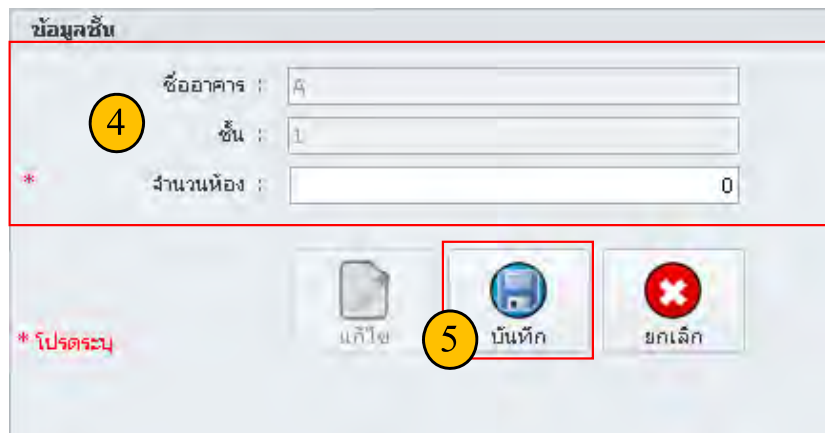 ข้อมูลชั้น
ชื่ออาคาร : A
4
ชั้น : 1
* จำนวนห้อง : 0
* โปรดระบุ
แก้ไข
5
บันทึก
ยกเลิก